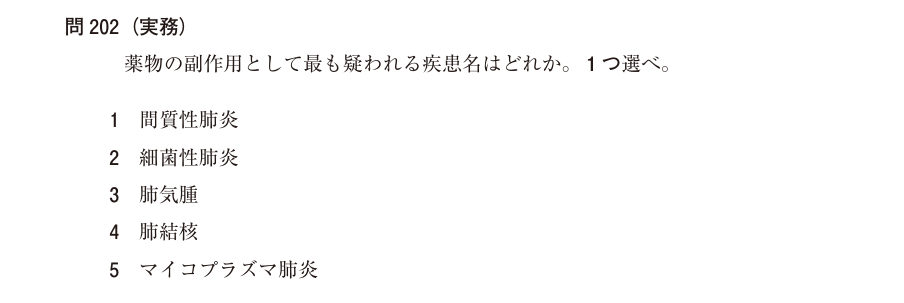 問 202（実務）
薬物の副作用として最も疑われる疾患名はどれか。1つ選べ。
1　間質性肺炎
2　細菌性肺炎
3　肺気腫
4　肺結核
5　マイコプラズマ肺炎